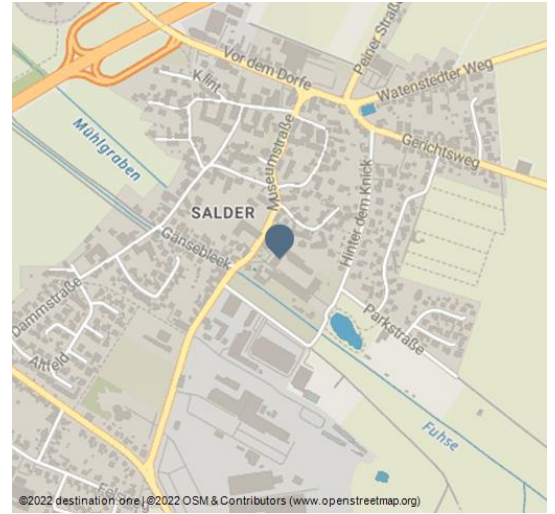 Vor dem Dorfe
Peiner Straße
Klint
Watenstedter Weg
Mühlgraben
Museumstraße
Gerichtsweg
SALDER
Hinter dem Knick
Gänsebleek
Dammstraße
Parkstraße
Altfeld
Fuhse
©2022 destination one | ©2022 OSM & Contributors (www.openstreetmap.org)